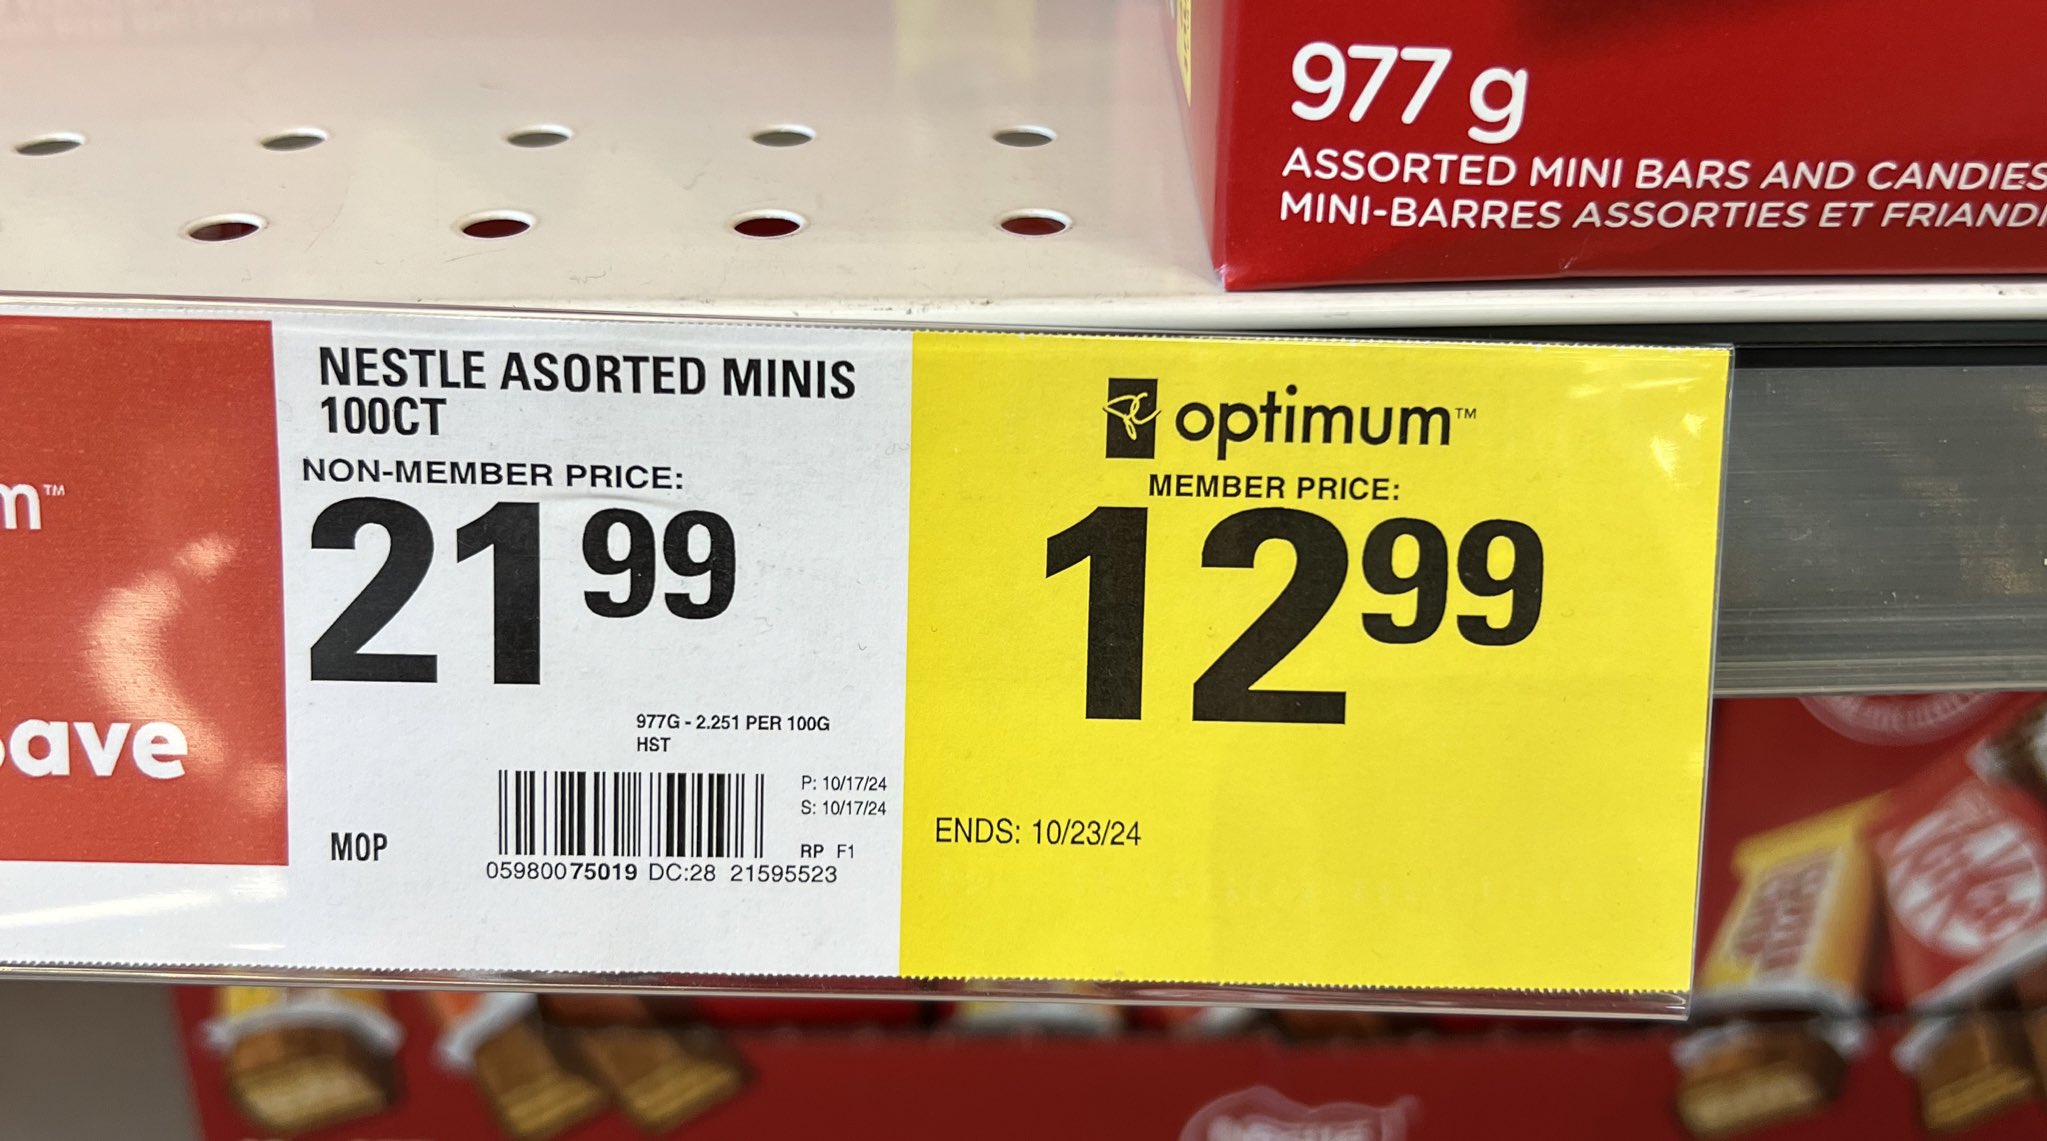 977 g
ASSORTED MINI BARS AND CANDIES
MINI-BARRES ASSORTIES ET FRIANDI
NESTLE ASORTED MINIS
100CT
NON-MEMBER PRICE:
21 99
977G - 2.251 PER 100G
HST
P: 10/17/24
S: 10/17/24
MOP
RP F1
05980075019 DC:28 21595523
optimum™
MEMBER PRICE:
12 99
ENDS: 10/23/24
m™
ave